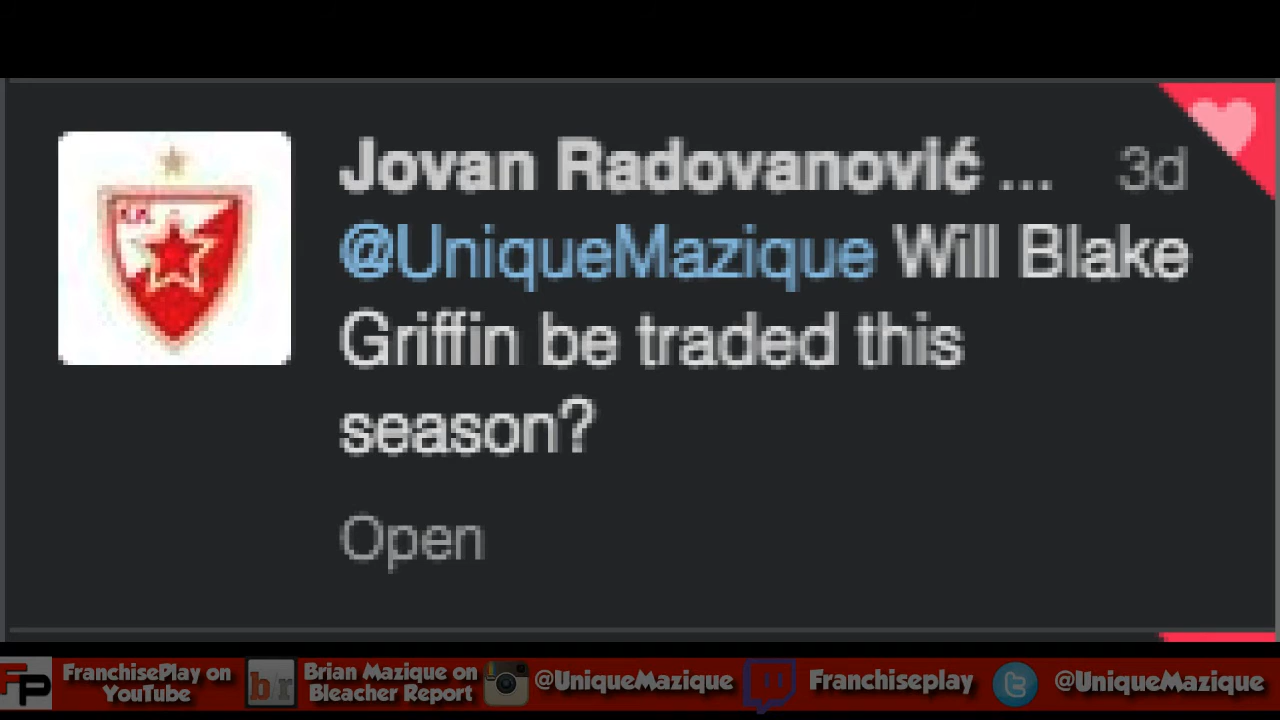 Jovan Radovanović ... 3d
@UniqueMazique Will Blake
Griffin be traded this
season?
Open
FP
FranchisePlay on
YouTube
b/r
Brian Mazique on
Bleacher Report
@UniqueMazique
Franchiseplay
@UniqueMazique